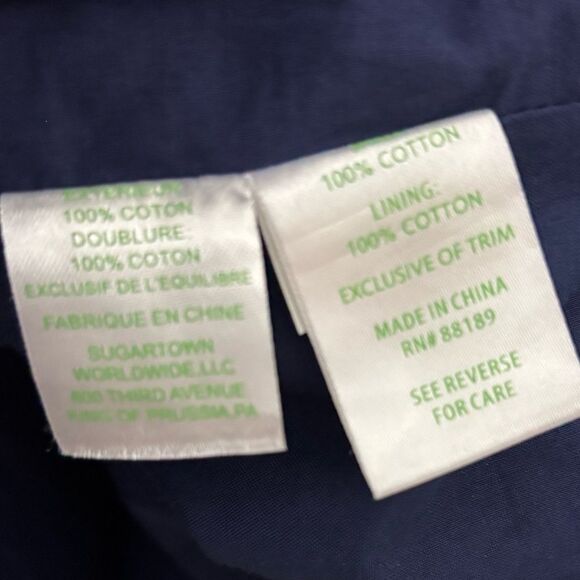 EXTERIEUR:
100% COTON
DOUBLURE:
100% COTON
EXCLUSIF DE L'EQUILIBRE
FABRIQUE EN CHINE
SUGARTOWN
WORLDWIDE, LLC
800 THIRD AVENUE
KING OF PRUSSIA, PA
100% COTTON
LINING:
100% COTTON
EXCLUSIVE OF TRIM
MADE IN CHINA
RN# 88189
SEE REVERSE
FOR CARE